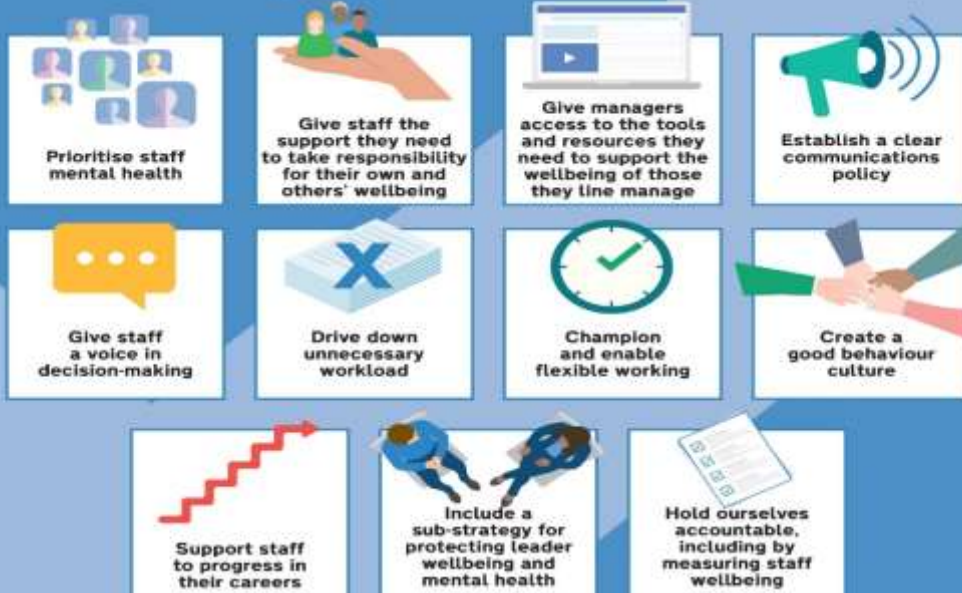 Prioritise staff
mental health
Give staff the
support they need
to take responsibility
for their own and
others' wellbeing
Give managers
access to the tools
and resources they
need to support the
wellbeing of those
they line manage
Establish a clear
communications
policy
Give staff
a voice in
decision-making
Drive down
unnecessary
workload
Champion
and enable
flexible working
Create a
good behaviour
culture
Support staff
to progress in
their careers
Include a
sub-strategy for
protecting leader
wellbeing and
mental health
Hold ourselves
accountable,
including by
measuring staff
wellbeing